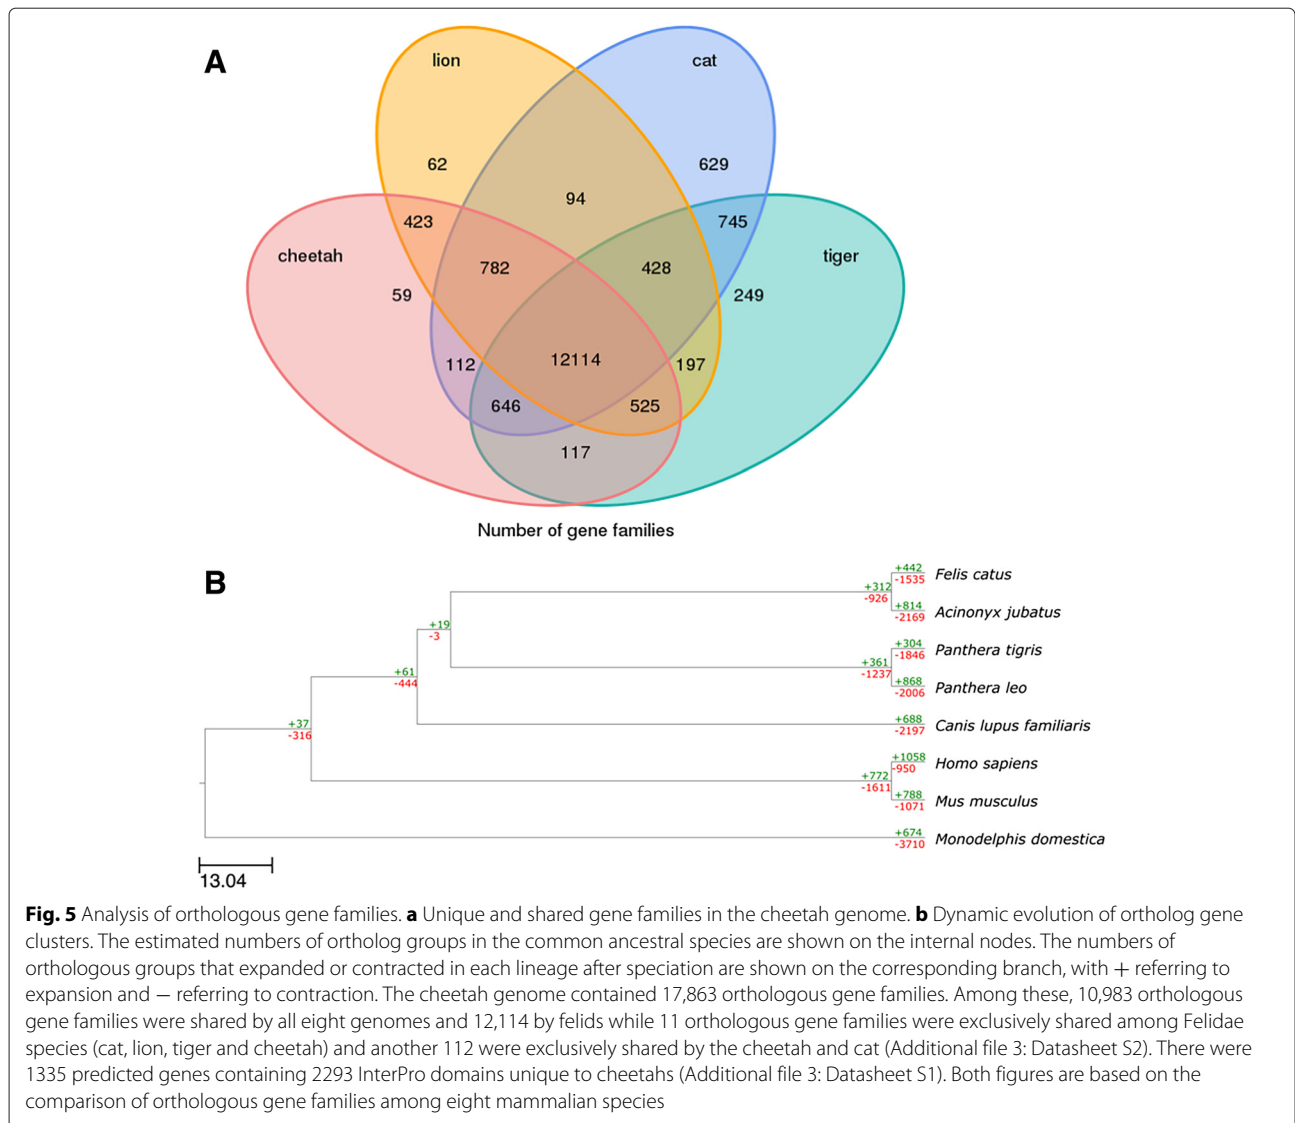 A
lion
cat
62
629
94
423
745
cheetah
782
428
tiger
59
249
112
12114
197
646
525
117
Number of gene families
B
+442
-1535
Felis catus
+312
-926
+814
-2169
Acinonyx jubatus
+19
-3
+304
-1846
Panthera tigris
+361
-1237
+61
-444
+868
-2006
Panthera leo
+688
-2197
Canis lupus familiaris
+37
-316
+1058
-950
Homo sapiens
+772
-1611
+788
-1071
Mus musculus
+674
-3710
Monodelphis domestica
13.04
Fig. 5 Analysis of orthologous gene families. a Unique and shared gene families in the cheetah genome. b Dynamic evolution of ortholog gene
clusters. The estimated numbers of ortholog groups in the common ancestral species are shown on the internal nodes. The numbers of
orthologous groups that expanded or contracted in each lineage after speciation are shown on the corresponding branch, with + referring to
expansion and − referring to contraction. The cheetah genome contained 17,863 orthologous gene families. Among these, 10,983 orthologous
gene families were shared by all eight genomes and 12,114 by felids while 11 orthologous gene families were exclusively shared among Felidae
species (cat, lion, tiger and cheetah) and another 112 were exclusively shared by the cheetah and cat (Additional file 3: Datasheet S2). There were
1335 predicted genes containing 2293 InterPro domains unique to cheetahs (Additional file 3: Datasheet S1). Both figures are based on the
comparison of orthologous gene families among eight mammalian species